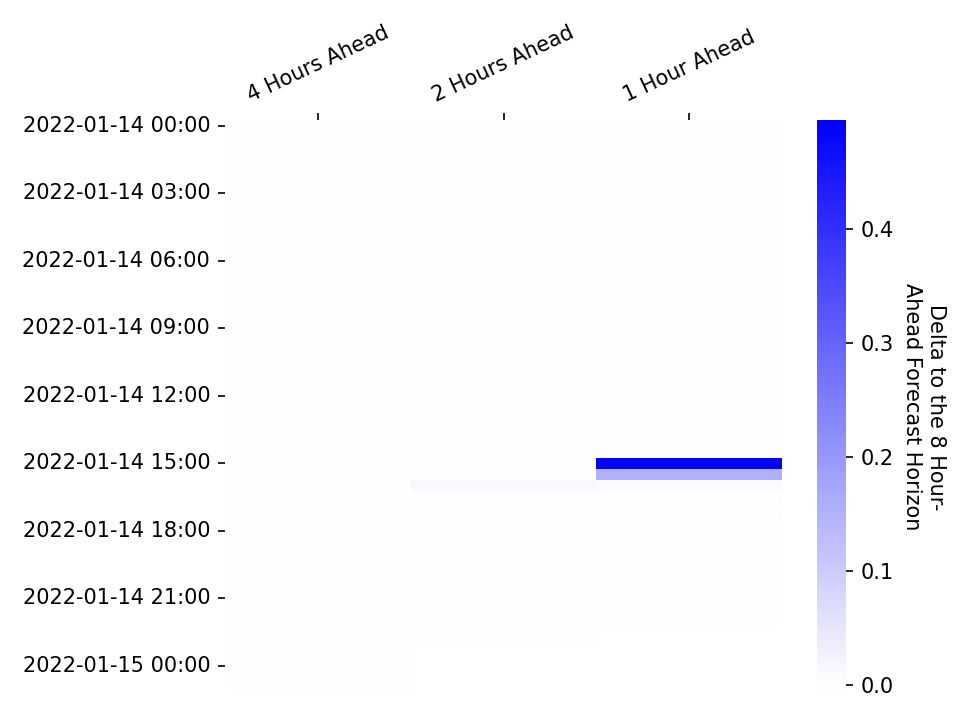 4 Hours Ahead
2 Hours Ahead
1 Hour Ahead
2022-01-14 00:00
2022-01-14 03:00
2022-01-14 06:00
2022-01-14 09:00
2022-01-14 12:00
2022-01-14 15:00
2022-01-14 18:00
2022-01-14 21:00
2022-01-15 00:00
0.4
0.3
0.2
0.1
0.0
Delta to the 8 Hour-
Ahead Forecast Horizon